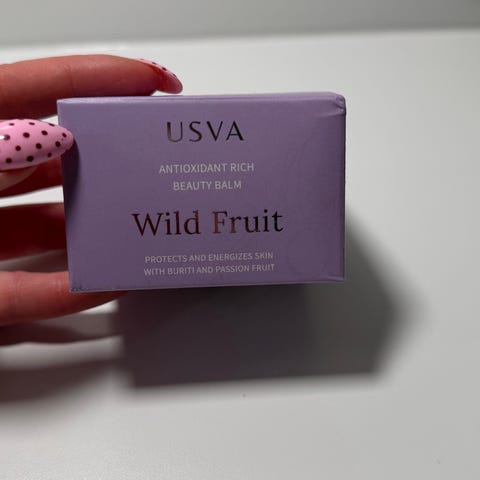 USVA
ANTIOXIDANT RICH
BEAUTY BALM
Wild Fruit
PROTECTS AND ENERGIZES SKIN
WITH BURITI AND PASSION FRUIT